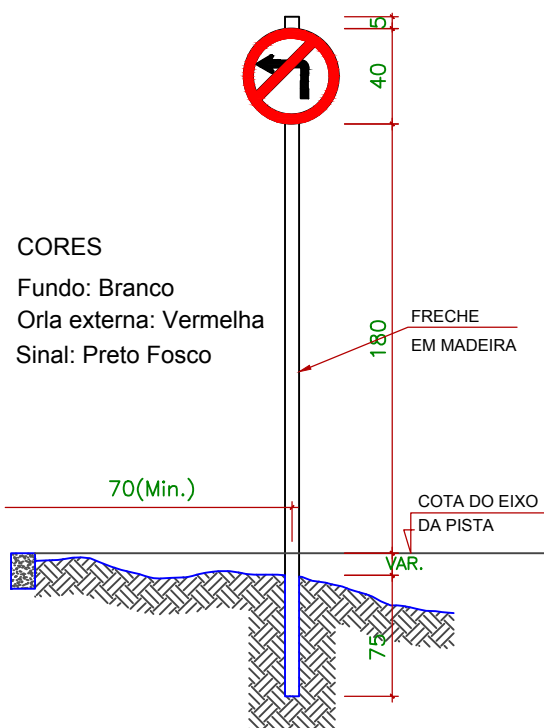 5
40
CORES
Fundo: Branco
Orla externa: Vermelha
Sinal: Preto Fosco
180
FRECHE
EM MADEIRA
70(Min.)
COTA DO EIXO
DA PISTA
VAR.
75